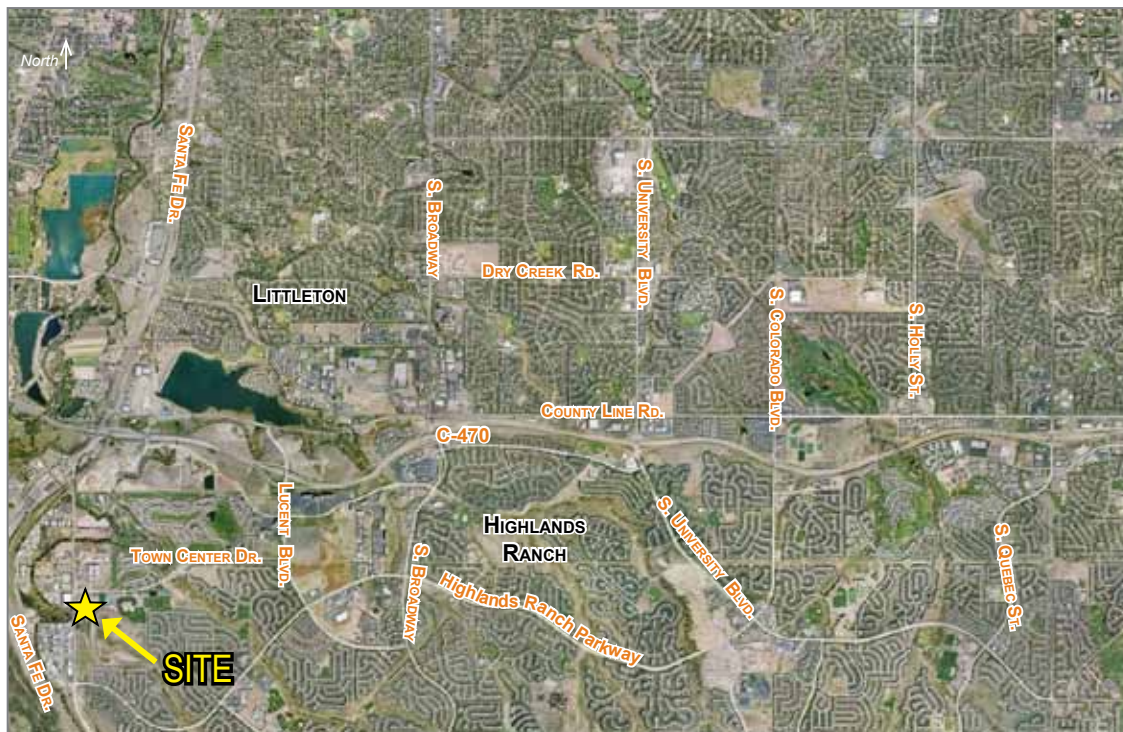 North
SANTA FE DR.
S. BROADWAY
S. UNIVERSITY BLVD.
DRY CREEK RD.
LITTLETON
S. COLORADO BLVD.
S. HOLLY ST.
COUNTY LINE RD.
C-470
LUCENT BLVD.
HIGHLANDS
RANCH
TOWN CENTER DR.
S. BROADWAY
Highlands Ranch Parkway
S. UNIVERSITY BLVD.
S. QUEBEC ST.
SANTA FE DR.
SITE